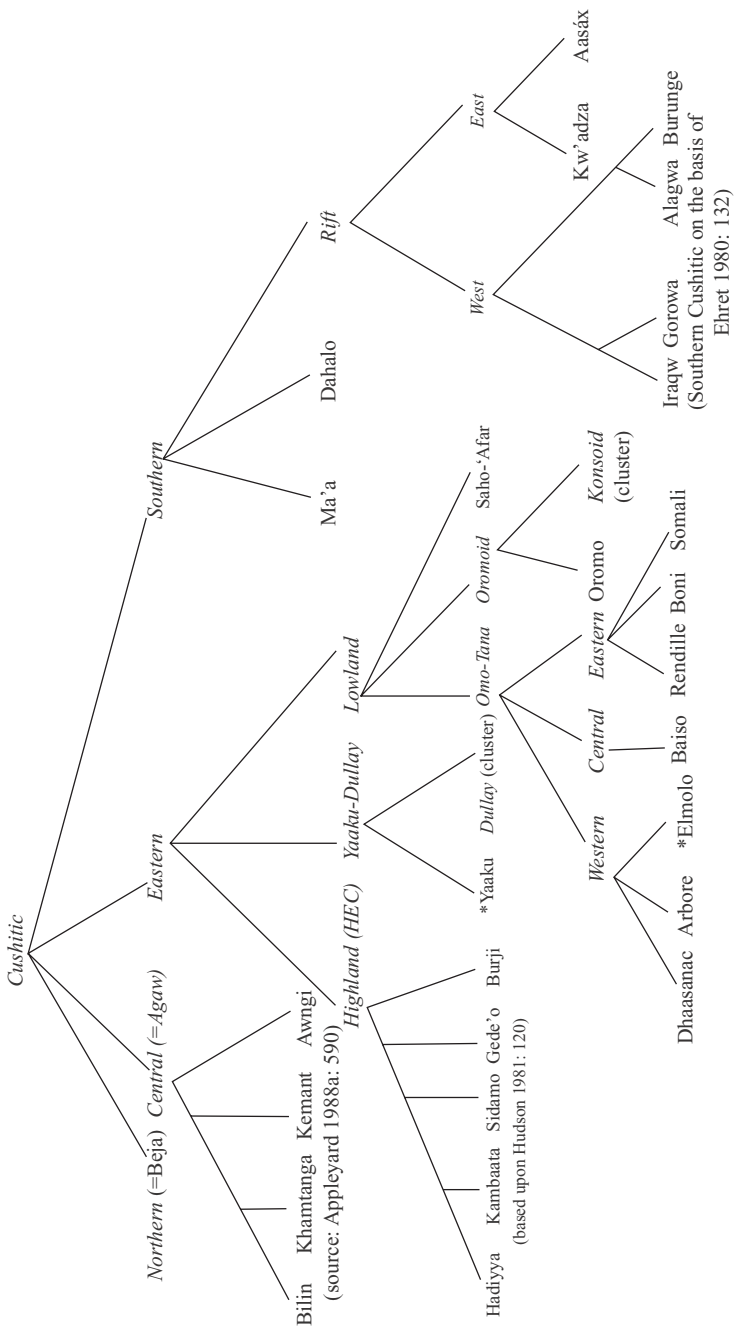 Cushitic
Northern (=Beja) Central (=Agaw) Eastern Southern
Bilin Khamtanga Kemant Awngi
(source: Appleyard 1988a: 590)
Highland (HEC) Yaaku-Dullay Lowland
Ma'a Dahalo Rift
Hadiyya Kambaata Sidamo Gede'o Burji
(based upon Hudson 1981: 120)
*Yaaku Dullay (cluster)
Omo-Tana Oromoid Saho-‘Afar
West East
Western Central Eastern Oromo Konsoid
(cluster)
Kw'adza Aasáx
Dhaasanac Arbore *Elmolo Baiso Rendille Boni Somali
Iraqw Gorowa Alagwa Burunge
(Southern Cushitic on the basis of
Ehret 1980: 132)